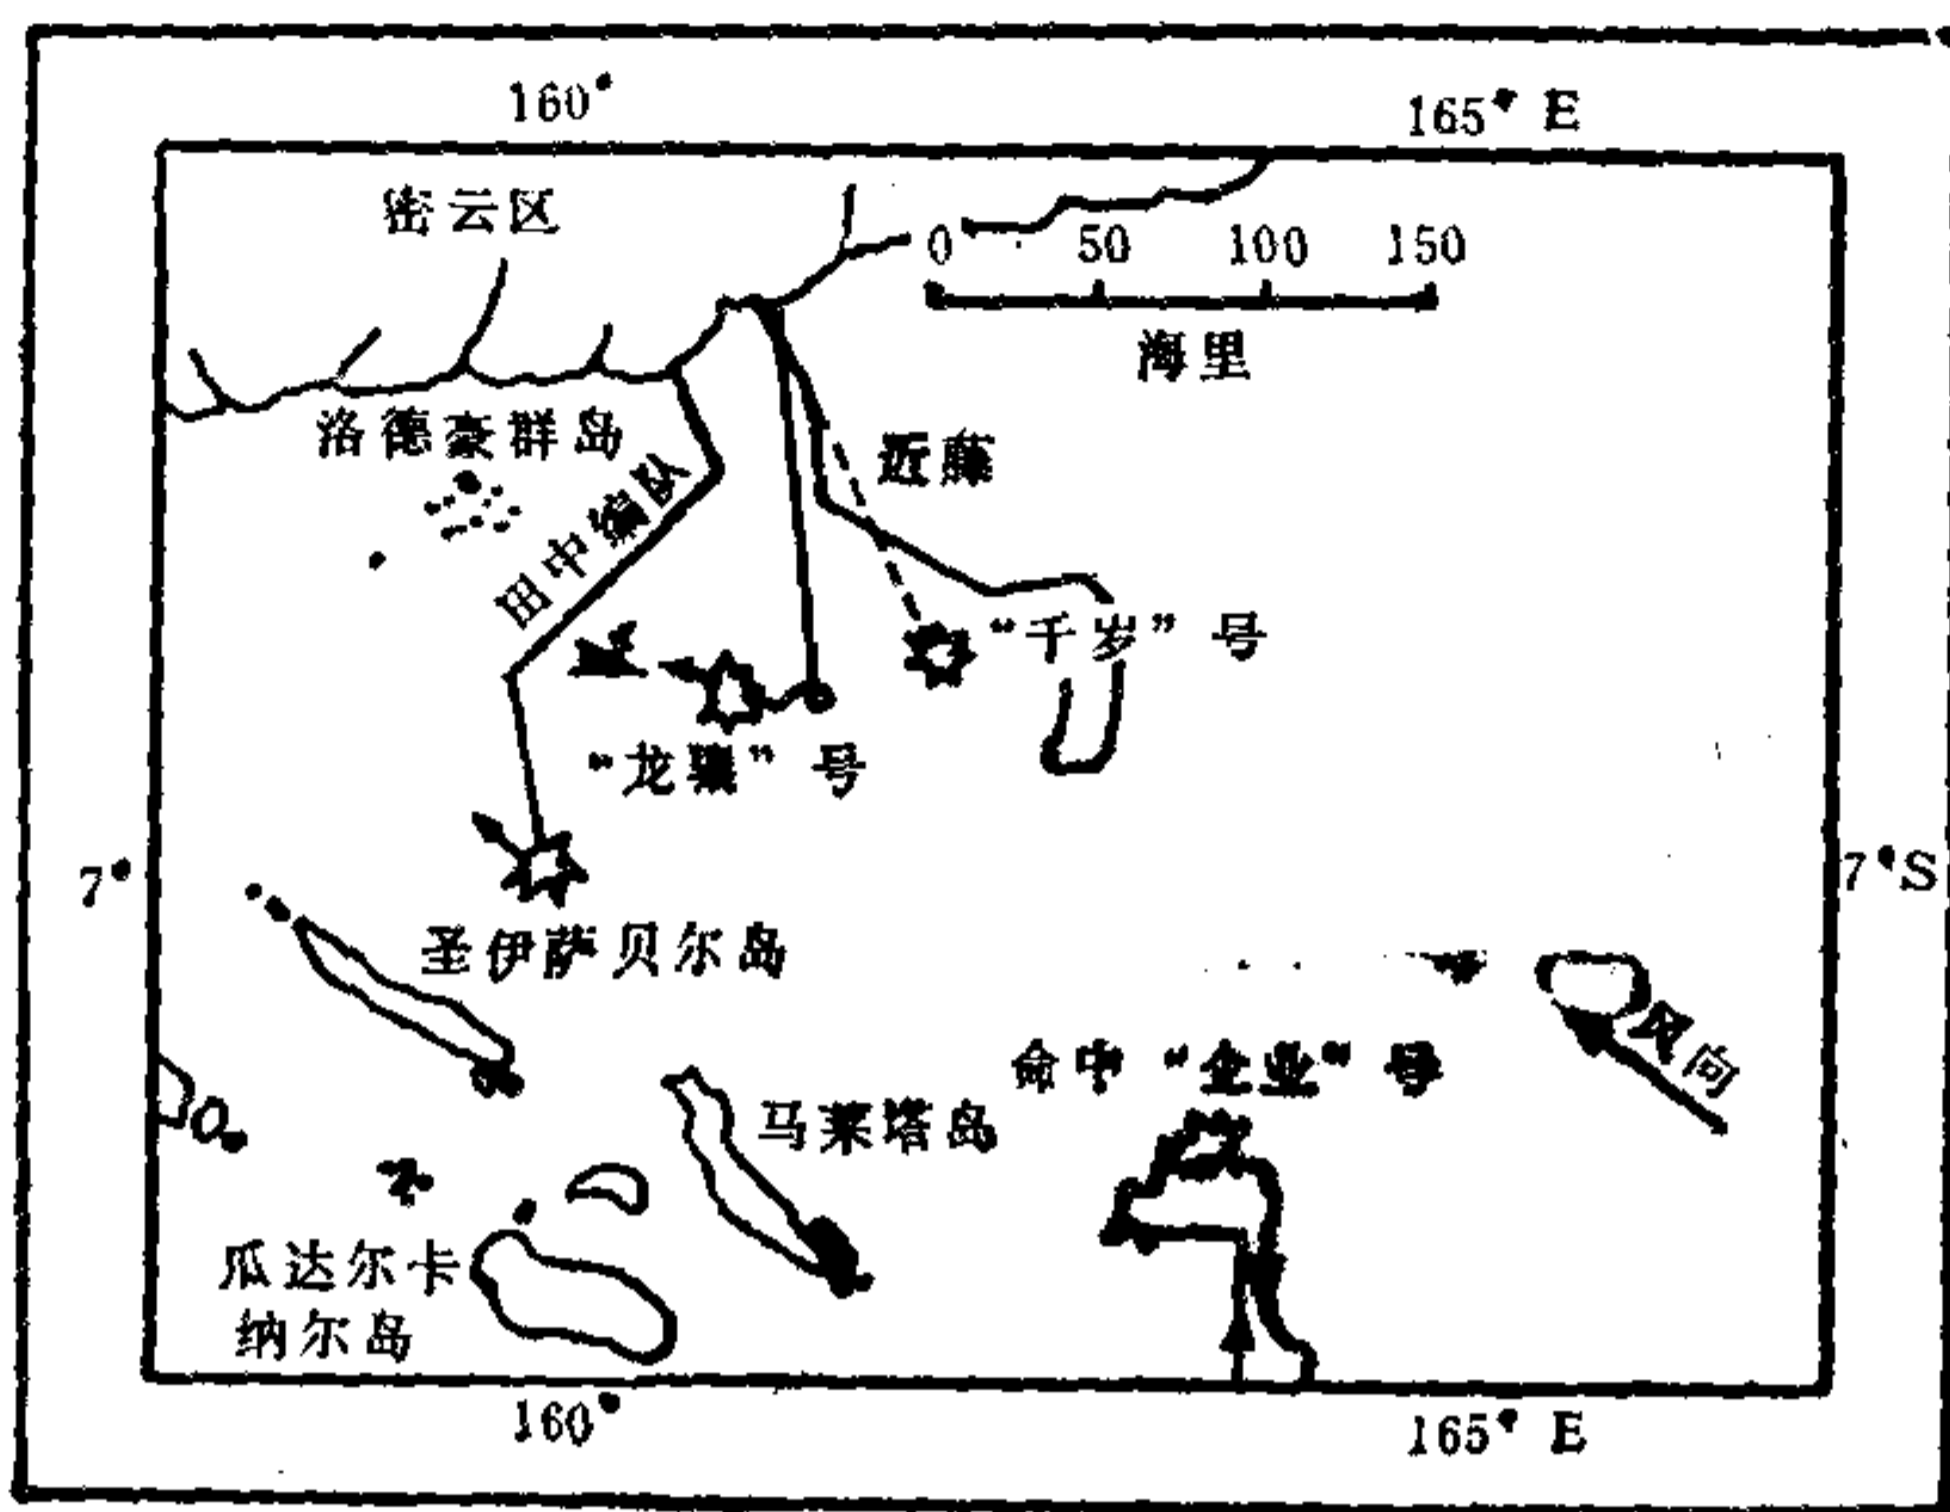 160°
165° E
密云区
0 50 100 150
海里
洛德豪群岛
近藤
田中编队
“千岁”号
“龙骧”号
7°
7°S
圣伊萨贝尔岛
风向
命中“企业”号
马莱塔岛
瓜达尔卡
纳尔岛
160°
165° E